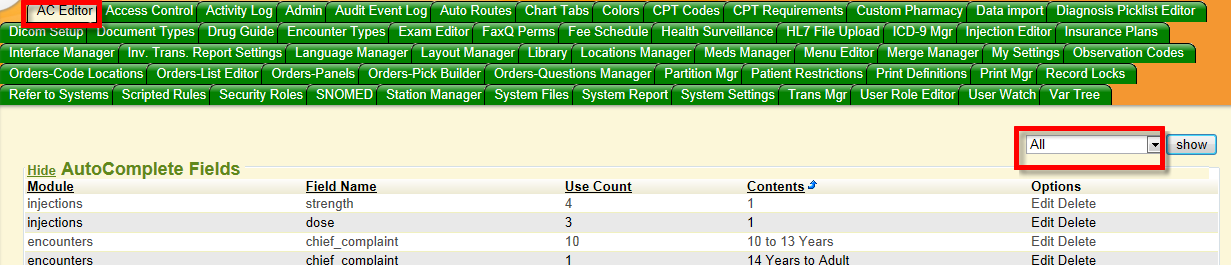 AC Editor Access Control Activity Log Admin Audit Event Log Auto Routes Chart Tabs Colors CPT Codes CPT Requirements Custom Pharmacy Data import Diagnosis Picklist Editor
Dicom Setup Document Types Drug Guide Encounter Types Exam Editor FaxQ Perms Fee Schedule Health Surveillance HL7 File Upload ICD-9 Mgr Injection Editor Insurance Plans
Interface Manager Inv. Trans. Report Settings Language Manager Layout Manager Library Locations Manager Meds Manager Menu Editor Merge Manager My Settings Observation Codes
Orders-Code Locations Orders-List Editor Orders-Panels Orders-Pick Builder Orders-Questions Manager Partition Mgr Patient Restrictions Print Definitions Print Mgr Record Locks
Refer to Systems Scripted Rules Security Roles SNOMED Station Manager System Files System Report System Settings Trans Mgr User Role Editor User Watch Var Tree
All show
Hide AutoComplete Fields
Module Field Name Use Count Contents Options
injections strength 4 1 Edit Delete
injections dose 3 1 Edit Delete
encounters chief_complaint 10 10 to 13 Years Edit Delete
encounters chief_complaint 1 14 Years to Adult Edit Delete